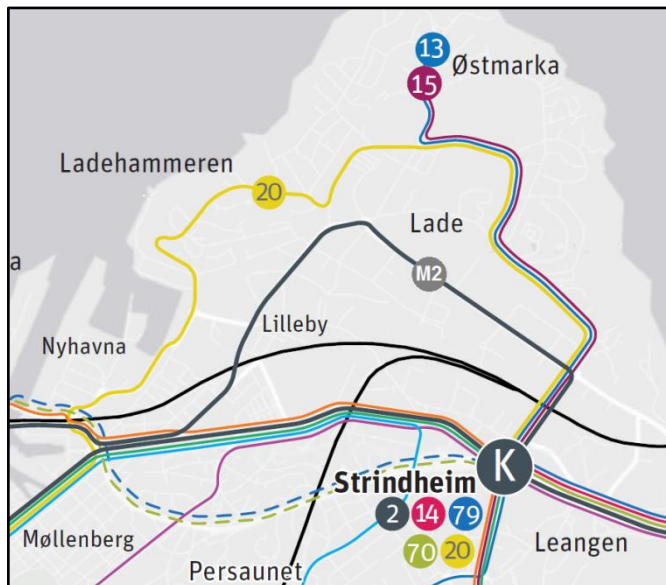 13
Østmarka
15
Ladehammeren
20
Lade
a
M2
Lilleby
Nyhavna
K
Strindheim
2 14 79
70 20
Møllenberg
Leangen
Persaunet